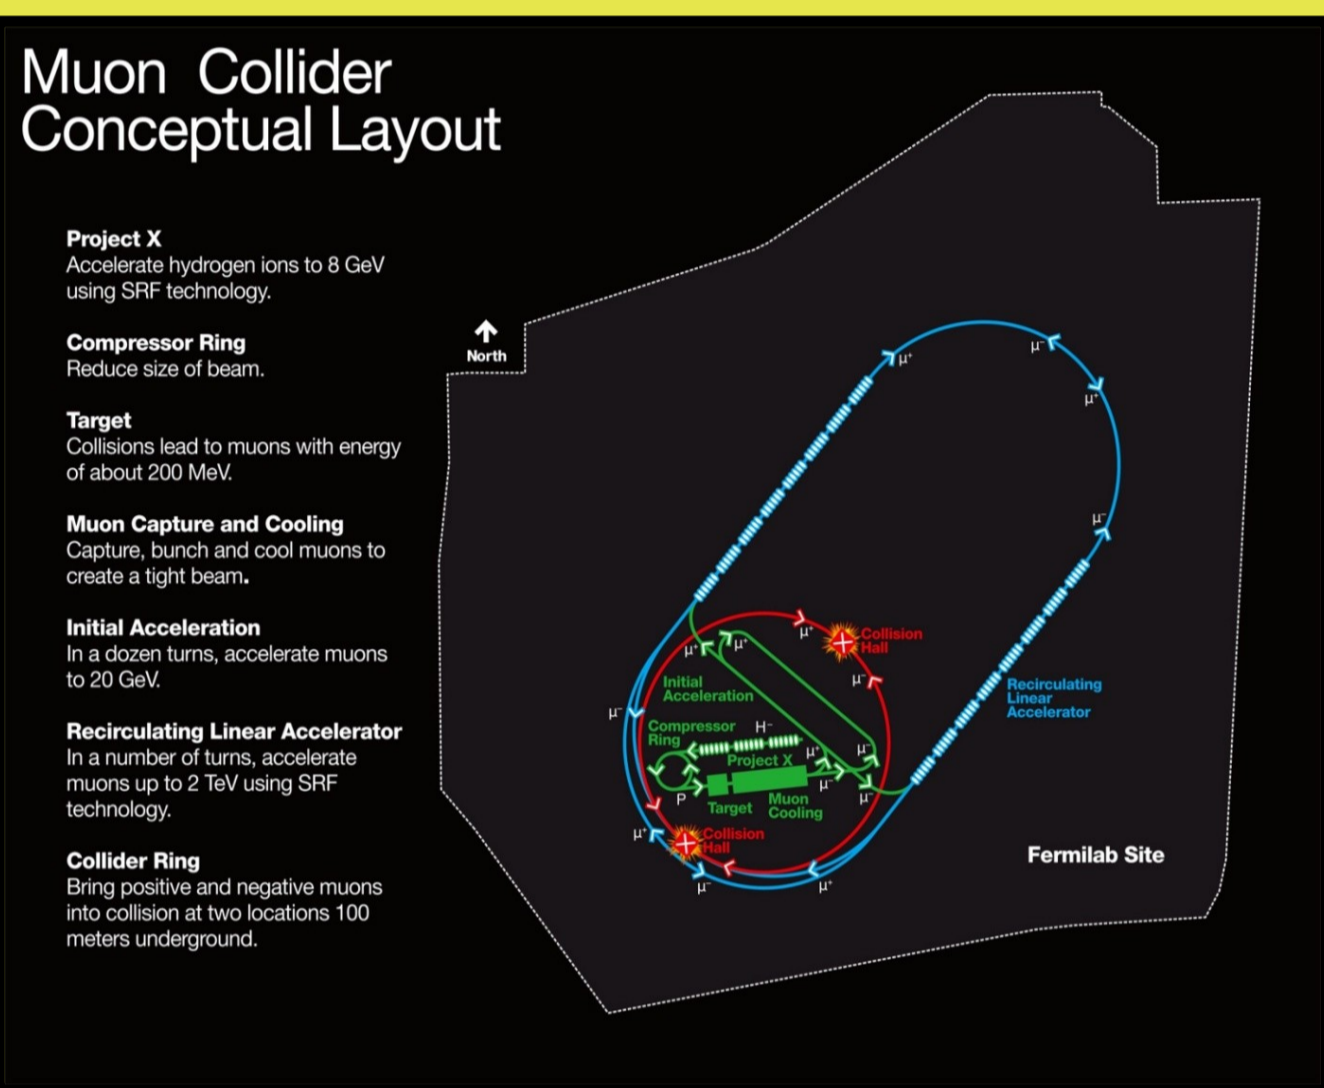 Muon Collider
Conceptual Layout
Project X
Accelerate hydrogen ions to 8 GeV
using SRF technology.
Compressor Ring
Reduce size of beam.
Target
Collisions lead to muons with energy
of about 200 MeV.
Muon Capture and Cooling
Capture, bunch and cool muons to
create a tight beam.
Initial Acceleration
In a dozen turns, accelerate muons
to 20 GeV.
Recirculating Linear Accelerator
In a number of turns, accelerate
muons up to 2 TeV using SRF
technology.
Collider Ring
Bring positive and negative muons
into collision at two locations 100
meters underground.
North
μ⁻
μ⁺
μ⁺
μ⁻
μ⁺
Collision
Hall
μ⁺
μ⁺
μ⁻
Initial
Acceleration
Recirculating
Linear
Accelerator
μ⁻
Compressor
Ring
H⁻
μ⁺
μ⁻
Project X
μ⁻
μ⁻
P
Target
Muon
Cooling
μ⁺
Collision
Hall
μ⁻
μ⁺
Fermilab Site